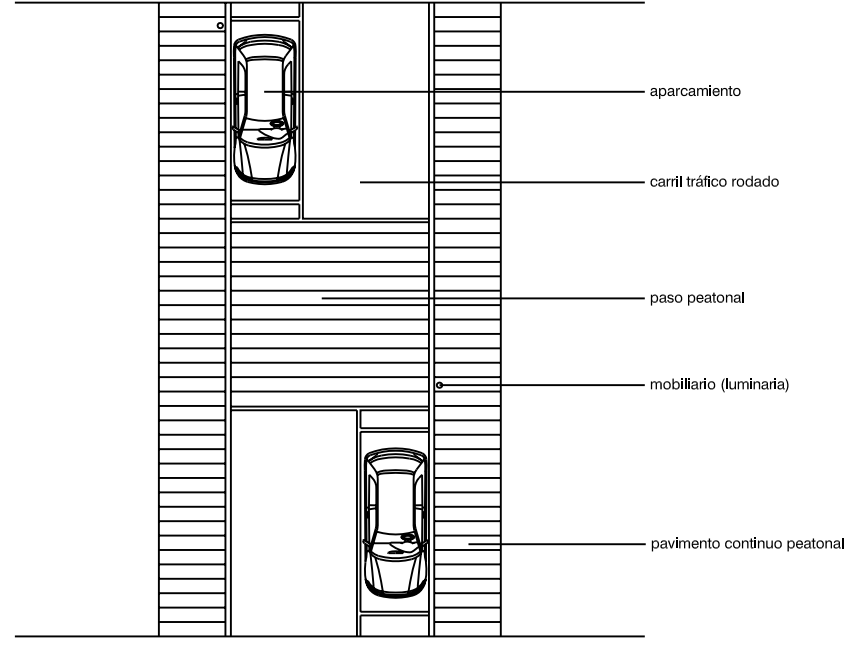 aparcamiento
carril tráfico rodado
paso peatonal
mobiliario (luminaria)
pavimento continuo peatonal